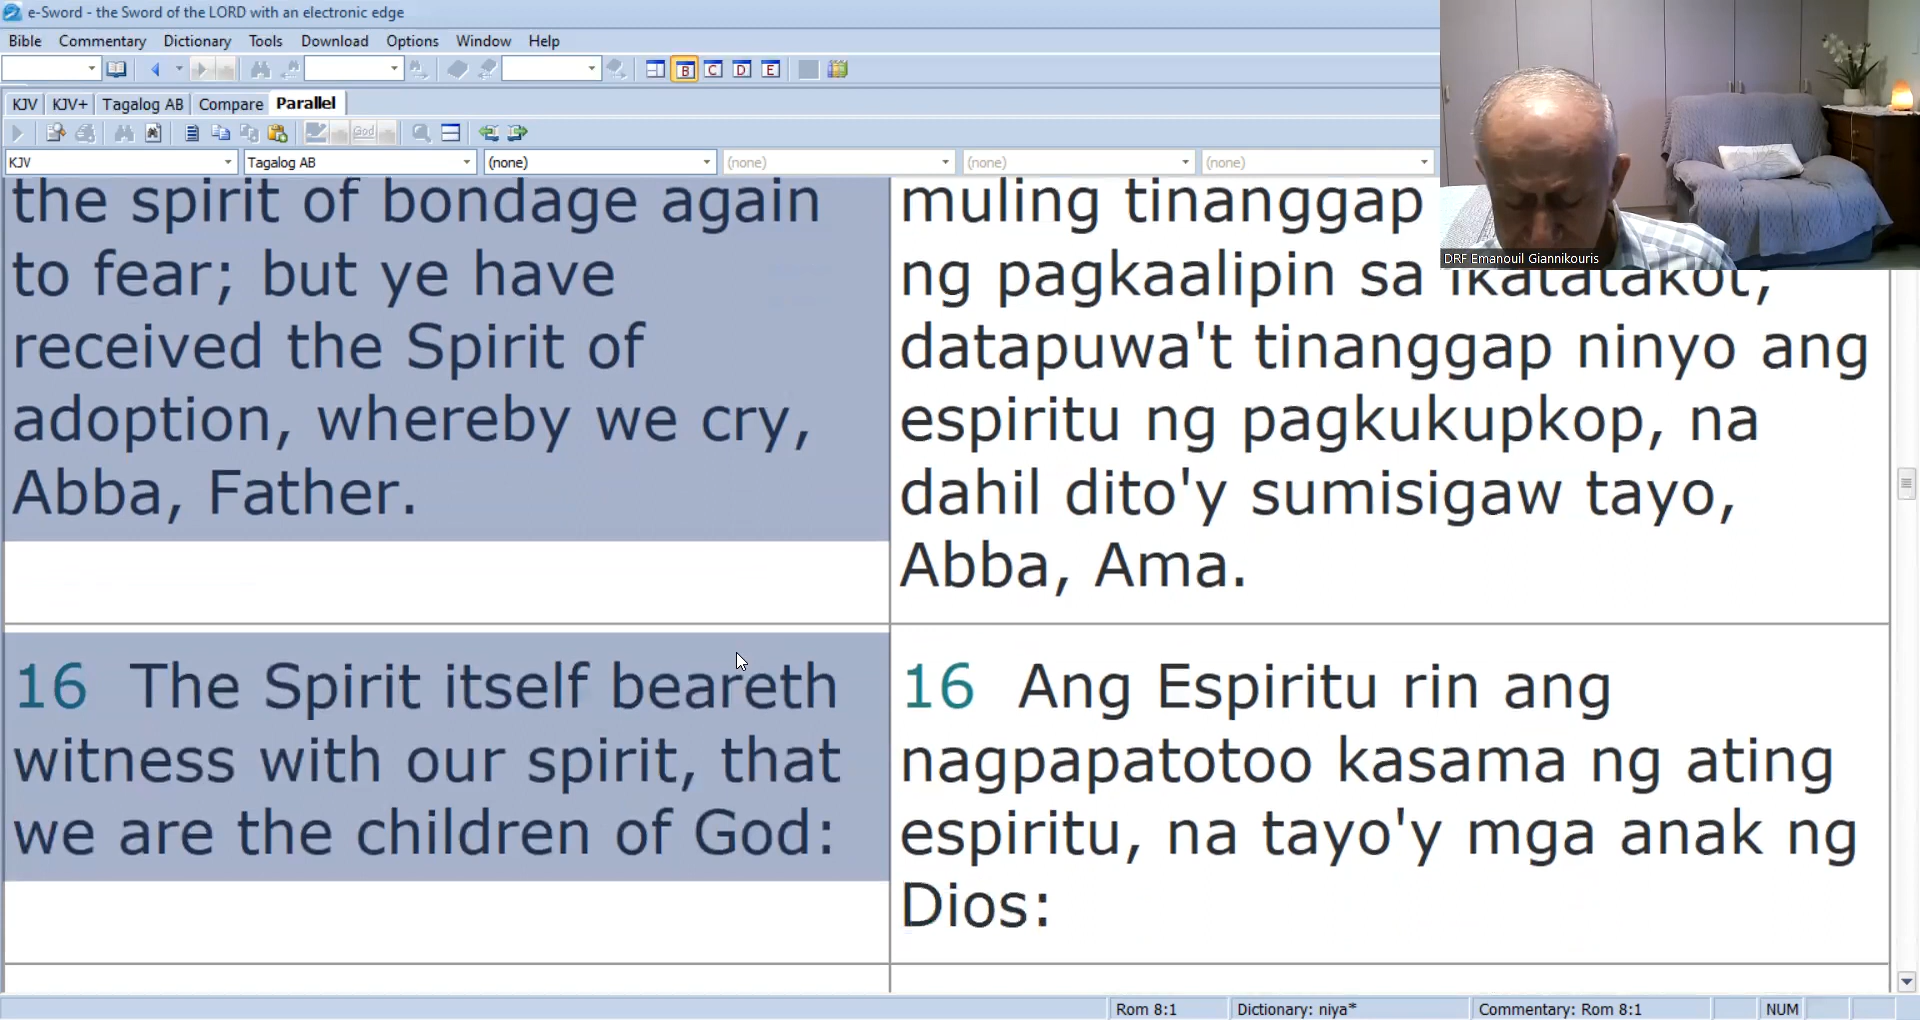 e-Sword - the Sword of the LORD with an electronic edge
Bible Commentary Dictionary Tools Download Options Window Help
B C D E
KJV KJV+ Tagalog AB Compare Parallel
God
KJV Tagalog AB (none) (none) (none) (none)
DRF Emanouil Giannikouris
the spirit of bondage again
to fear; but ye have
received the Spirit of
adoption, whereby we cry,
Abba, Father.
16 The Spirit itself beareth
witness with our spirit, that
we are the children of God:
muling tinanggap
ng pagkaalipin sa ikatatakot;
datapuwa't tinanggap ninyo ang
espiritu ng pagkukupkop, na
dahil dito'y sumisigaw tayo,
Abba, Ama.
16 Ang Espiritu rin ang
nagpapatotoo kasama ng ating
espiritu, na tayo'y mga anak ng
Dios:
Rom 8:1 Dictionary: niya* Commentary: Rom 8:1 NUM